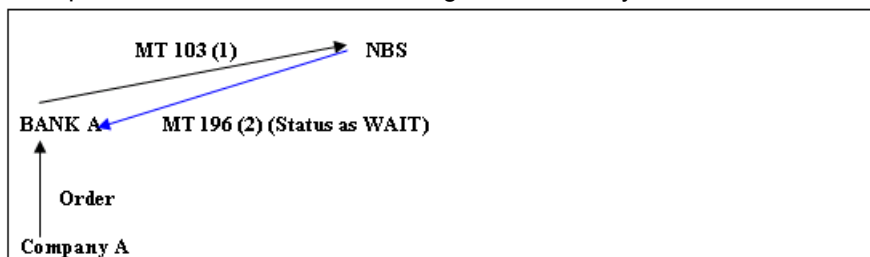 MT 103 (1)
NBS
BANK A
MT 196 (2) (Status as WAIT)
Order
Company A